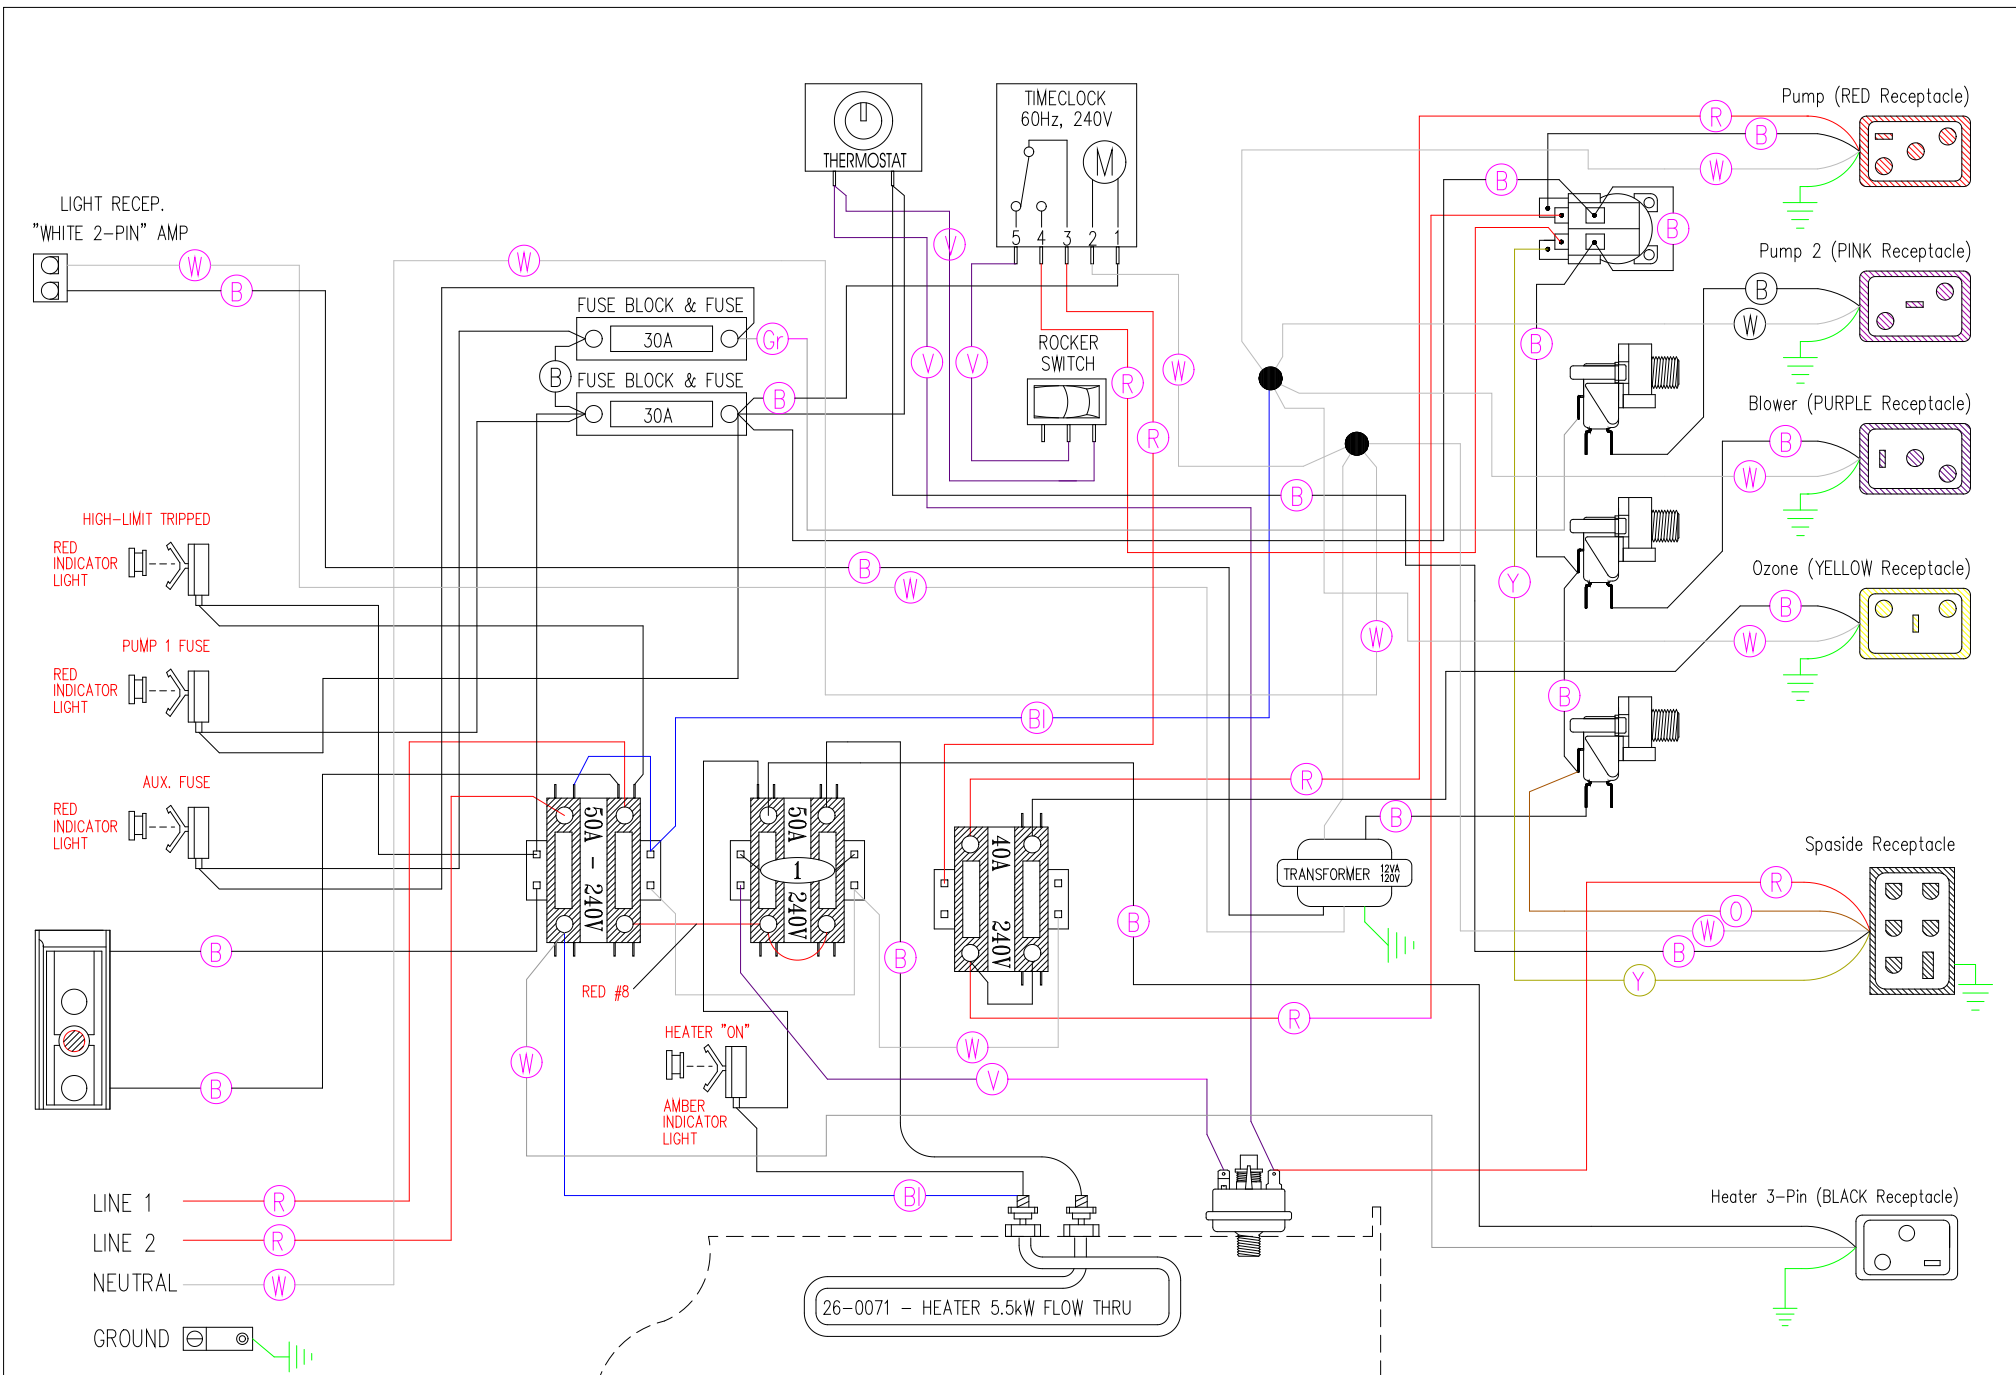 THERMOSTAT
TIMECLOCK
60Hz, 240V
M
5 4 3 2 1
Pump (RED Receptacle)
R
B
W
B
B
LIGHT RECEP.
"WHITE 2-PIN" AMP
W
B
W
V
Pump 2 (PINK Receptacle)
B
W
FUSE BLOCK & FUSE
30A
Gr
B
FUSE BLOCK & FUSE
30A
B
V
V
ROCKER
SWITCH
R
W
R
B
Blower (PURPLE Receptacle)
B
W
B
HIGH-LIMIT TRIPPED
RED
INDICATOR
LIGHT
B
W
Y
Ozone (YELLOW Receptacle)
B
W
W
PUMP 1 FUSE
RED
INDICATOR
LIGHT
B
BI
AUX. FUSE
RED
INDICATOR
LIGHT
R
B
50A - 240V
50A 240V
1
40A 240V
TRANSFORMER
12VA
120V
Spaside Receptacle
R
O
W
B
Y
B
B
B
B
RED #8
R
W
W
V
HEATER "ON"
AMBER
INDICATOR
LIGHT
BI
LINE 1
R
LINE 2
R
NEUTRAL
W
GROUND
Heater 3-Pin (BLACK Receptacle)
26-0071 - HEATER 5.5kW FLOW THRU